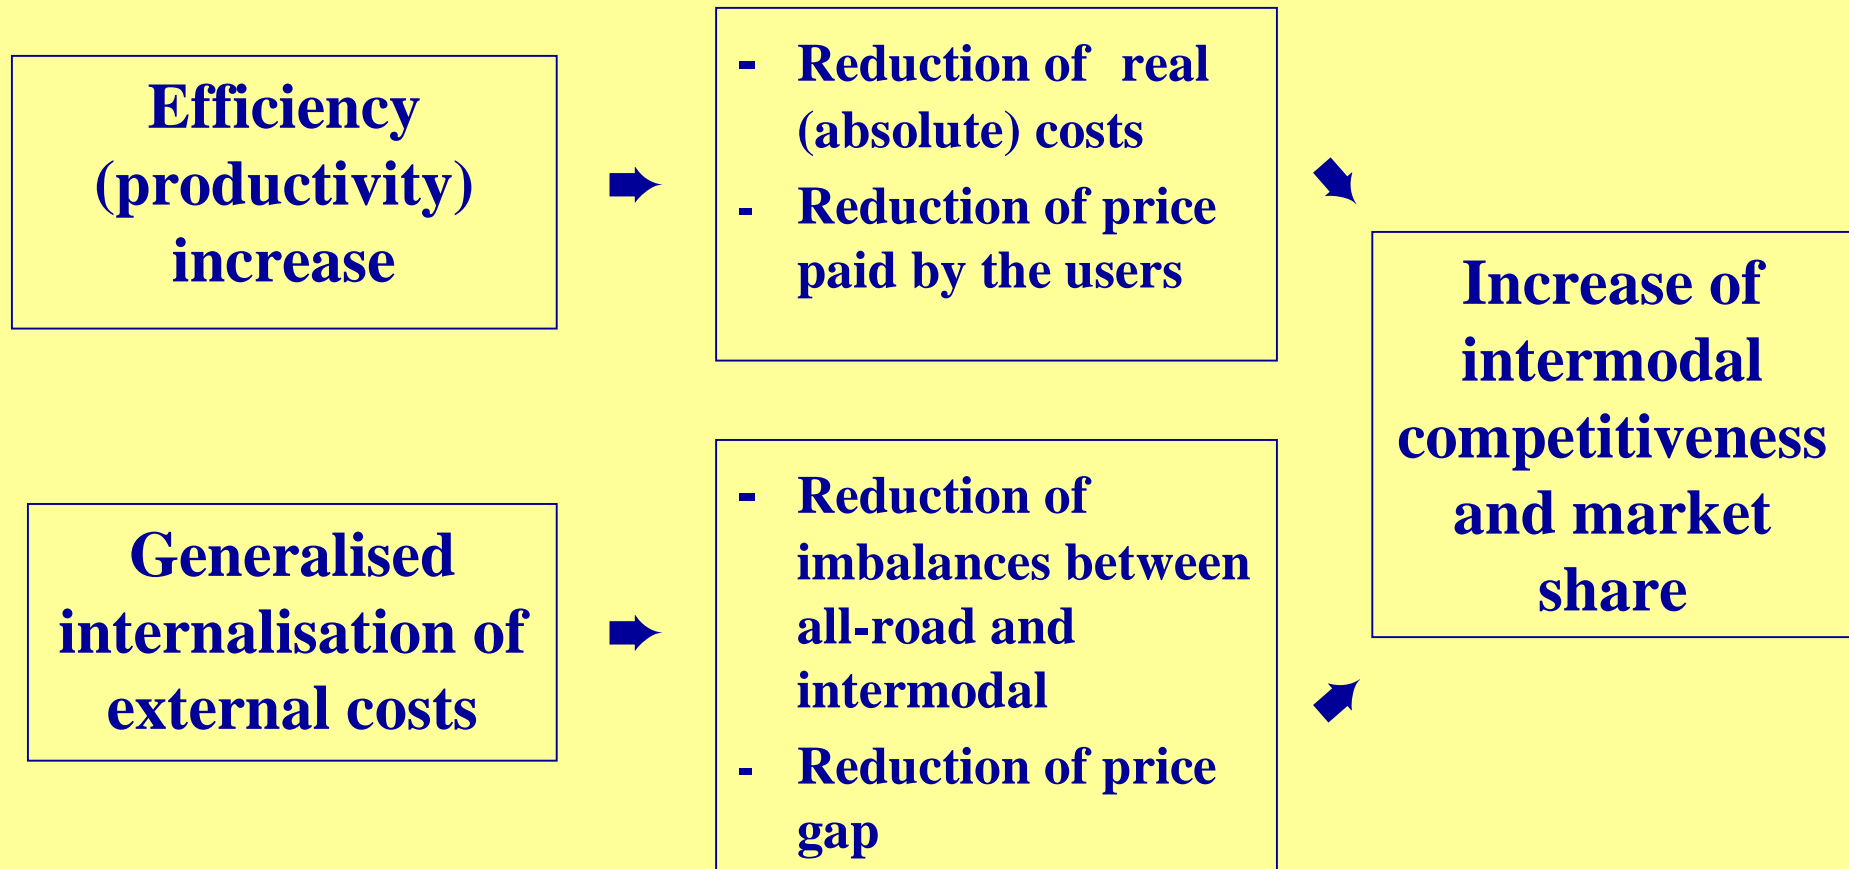 Efficiency
(productivity)
increase
- Reduction of real
(absolute) costs
- Reduction of price
paid by the users
Generalised
internalisation of
external costs
- Reduction of
imbalances between
all-road and
intermodal
- Reduction of price
gap
Increase of
intermodal
competitiveness
and market
share